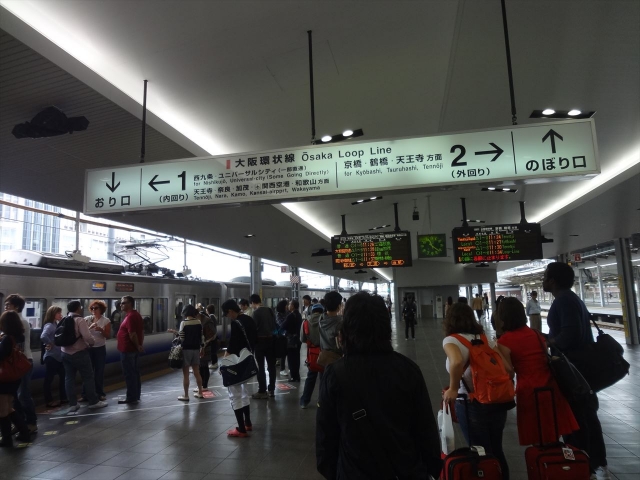 大阪環状線 Ōsaka Loop Line
↓
おり口
← 1
(内回り)
西九条 ユニバーサルシティ(一部直通)
for Nishikujō, Universal-city (Some Going Directly)
天王寺・奈良・加茂・関西空港・和歌山方面
Tennōji, Nara, Kamo, Kansai-airport, Wakayama
京橋・鶴橋・天王寺方面
for Kyōbashi, Tsuruhashi, Tennōji
2 →
(外回り)
↑
のぼり口